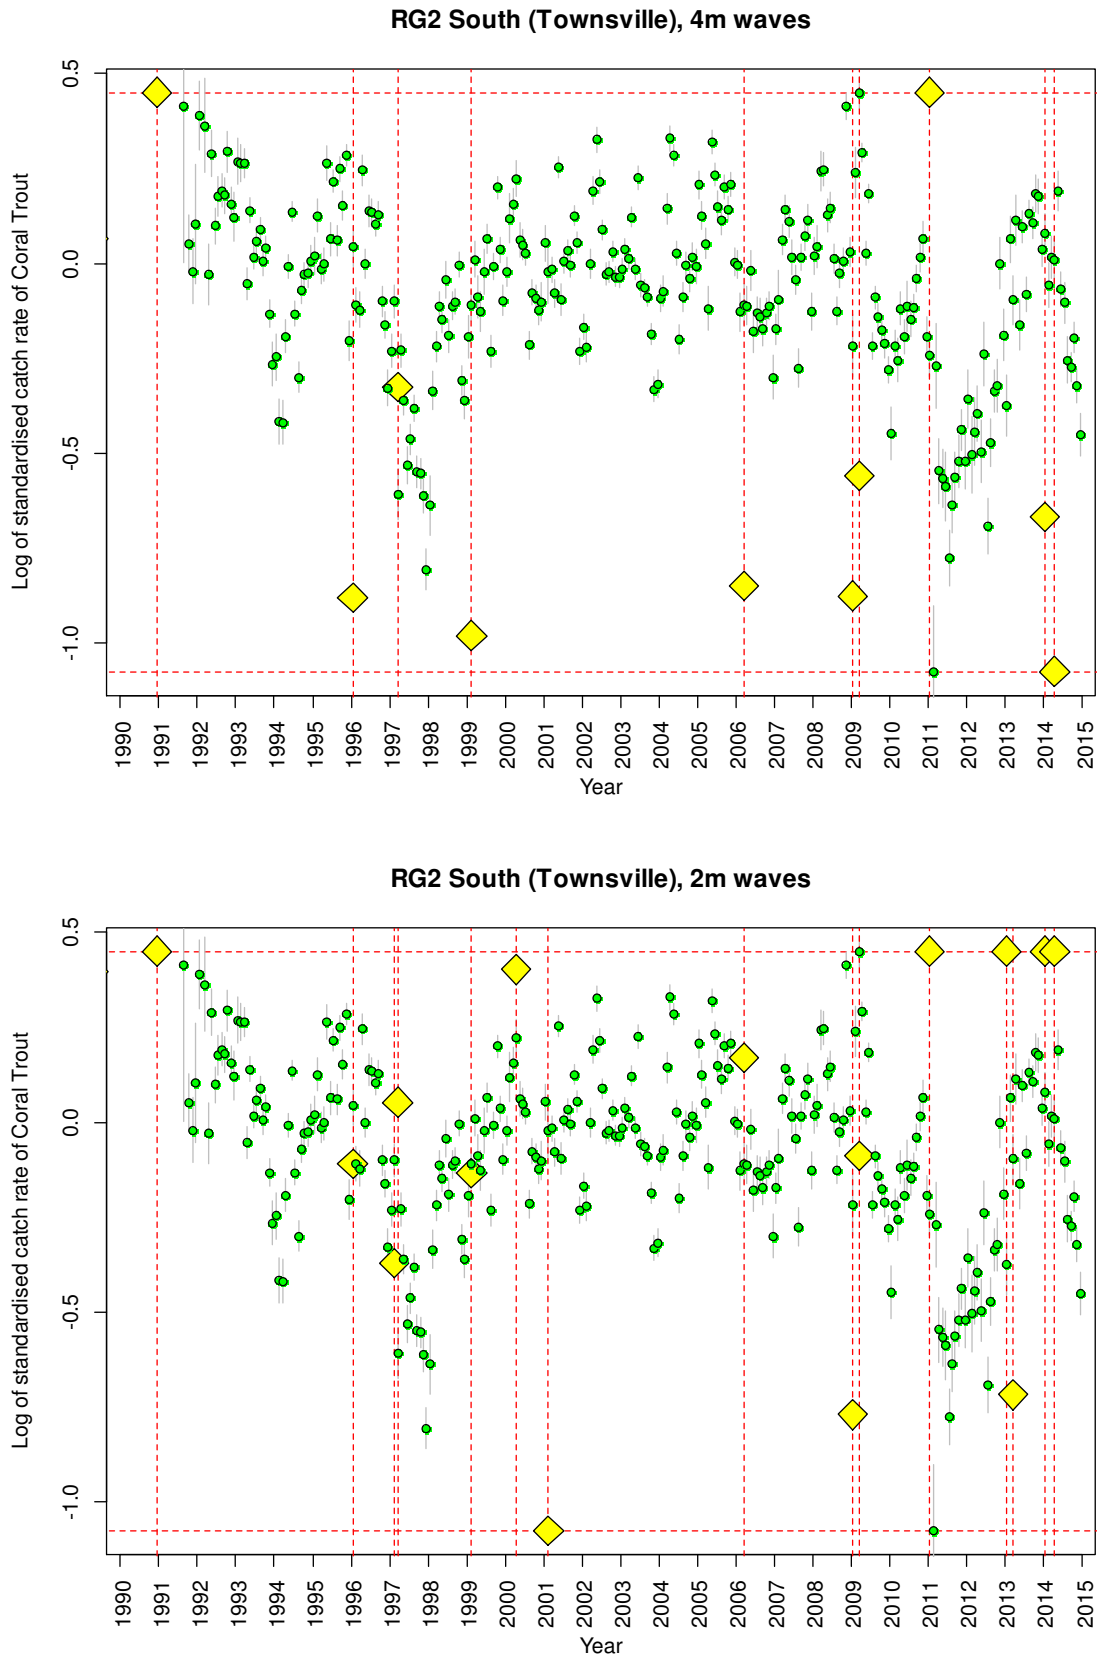 RG2 South (Townsville), 4m waves
Log of standardised catch rate of Coral Trout
0.5
0.0
-0.5
-1.0
1990 1991 1992 1993 1994 1995 1996 1997 1998 1999 2000 2001 2002 2003 2004 2005 2006 2007 2008 2009 2010 2011 2012 2013 2014 2015
Year
RG2 South (Townsville), 2m waves
Log of standardised catch rate of Coral Trout
0.5
0.0
-0.5
-1.0
1990 1991 1992 1993 1994 1995 1996 1997 1998 1999 2000 2001 2002 2003 2004 2005 2006 2007 2008 2009 2010 2011 2012 2013 2014 2015
Year